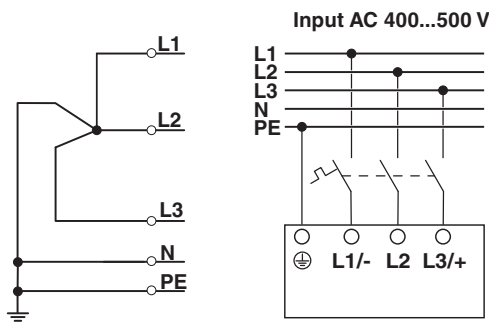 Input AC 400...500 V
L1
L2
L3
N
PE
L1
L2
L3
N
PE
L1/- L2 L3/+